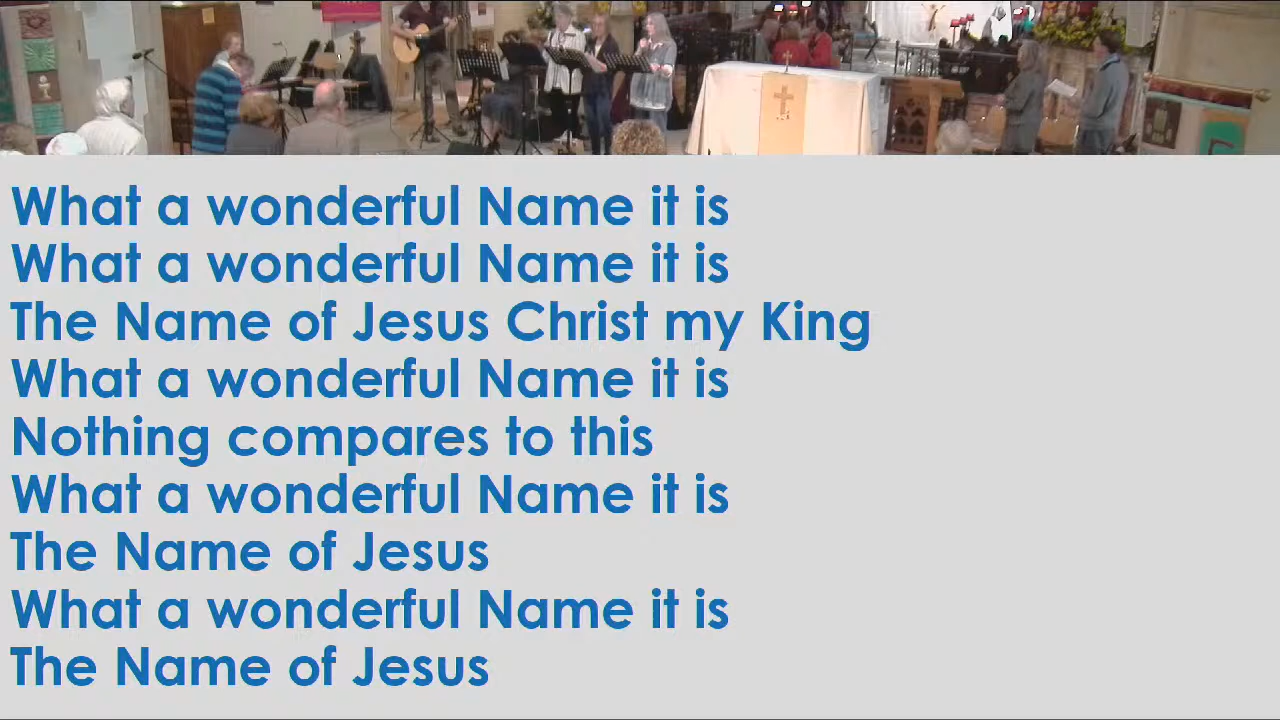 What a wonderful Name it is
What a wonderful Name it is
The Name of Jesus Christ my King
What a wonderful Name it is
Nothing compares to this
What a wonderful Name it is
The Name of Jesus
What a wonderful Name it is
The Name of Jesus